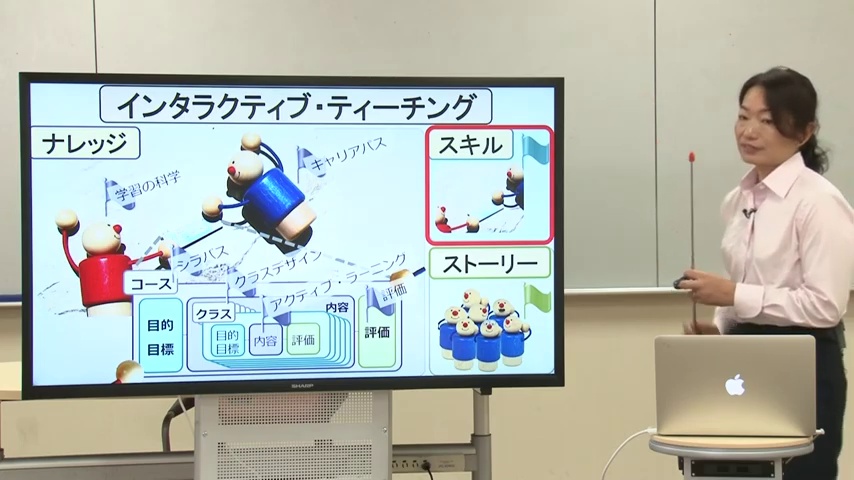 インタラクティブ・ティーチング
ナレッジ
スキル
キャリアパス
学習の科学
シラバス
クラスデザイン
アクティブ・ラーニング
評価
ストーリー
コース
目的
目標
クラス
内容
目的
目標
内容
評価
評価
SHARP